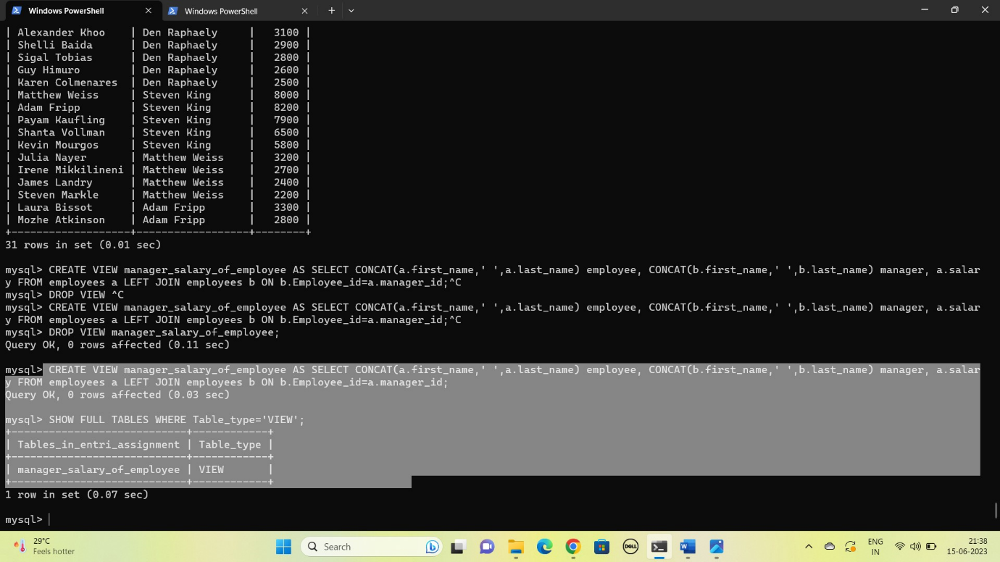 Windows PowerShell
Windows PowerShell
| Alexander Khoo    | Den Raphaely     |   3100 |
| Shelli Baida      | Den Raphaely     |   2900 |
| Sigal Tobias      | Den Raphaely     |   2800 |
| Guy Himuro        | Den Raphaely     |   2600 |
| Karen Colmenares  | Den Raphaely     |   2500 |
| Matthew Weiss     | Steven King      |   8000 |
| Adam Fripp        | Steven King      |   8200 |
| Payam Kaufling    | Steven King      |   7900 |
| Shanta Vollman    | Steven King      |   6500 |
| Kevin Mourgos     | Steven King      |   5800 |
| Julia Nayer       | Matthew Weiss    |   3200 |
| Irene Mikkilineni | Matthew Weiss    |   2700 |
| James Landry      | Matthew Weiss    |   2400 |
| Steven Markle     | Matthew Weiss    |   2200 |
| Laura Bissot      | Adam Fripp       |   3300 |
| Mozhe Atkinson    | Adam Fripp       |   2800 |
+-------------------+------------------+--------+
31 rows in set (0.01 sec)
mysql> CREATE VIEW manager_salary_of_employee AS SELECT CONCAT(a.first_name,' ',a.last_name) employee, CONCAT(b.first_name,' ',b.last_name) manager, a.salar
y FROM employees a LEFT JOIN employees b ON b.Employee_id=a.manager_id;^C
mysql> DROP VIEW ^C
mysql> CREATE VIEW manager_salary_of_employee AS SELECT CONCAT(a.first_name,' ',a.last_name) employee, CONCAT(b.first_name,' ',b.last_name) manager, a.salar
y FROM employees a LEFT JOIN employees b ON b.Employee_id=a.manager_id;^C
mysql> DROP VIEW manager_salary_of_employee;
Query OK, 0 rows affected (0.11 sec)
mysql> CREATE VIEW manager_salary_of_employee AS SELECT CONCAT(a.first_name,' ',a.last_name) employee, CONCAT(b.first_name,' ',b.last_name) manager, a.salar
y FROM employees a LEFT JOIN employees b ON b.Employee_id=a.manager_id;
Query OK, 0 rows affected (0.03 sec)
mysql> SHOW FULL TABLES WHERE Table_type='VIEW';
+----------------------------+------------+
| Tables_in_entri_assignment | Table_type |
+----------------------------+------------+
| manager_salary_of_employee | VIEW       |
+----------------------------+------------+
1 row in set (0.07 sec)
mysql>
29°C
Feels hotter
Search
DELL
ENG
IN
21:38
15-06-2023